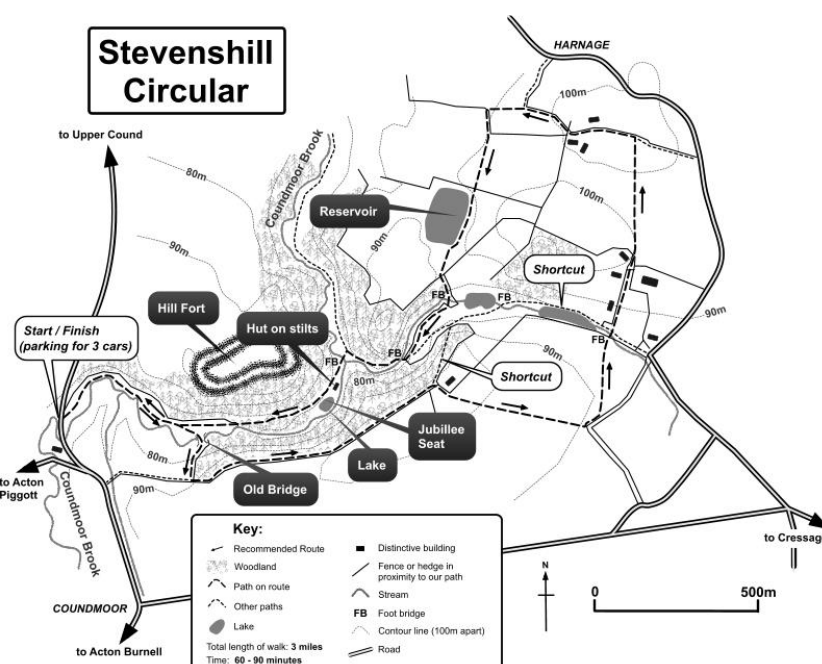 Stevenshill
Circular
HARNAGE
100m
to Upper Cound
Coundmoor Brook
80m
Reservoir
100m
90m
90m
Shortcut
Hill Fort
FB
FB
Start / Finish
(parking for 3 cars)
Hut on stilts
90m
FB
FB
FB
90m
80m
Shortcut
Jubillee
Seat
Lake
80m
to Acton
Piggott
90m
Old Bridge
Coundmoor Brook
Key:
Recommended Route
Woodland
Path on route
Other paths
Lake
Total length of walk: 3 miles
Time: 60 - 90 minutes
Distinctive building
Fence or hedge in
proximity to our path
Stream
FB Foot bridge
Contour line (100m apart)
Road
N
0 500m
to Cressage
COUNDMOOR
to Acton Burnell